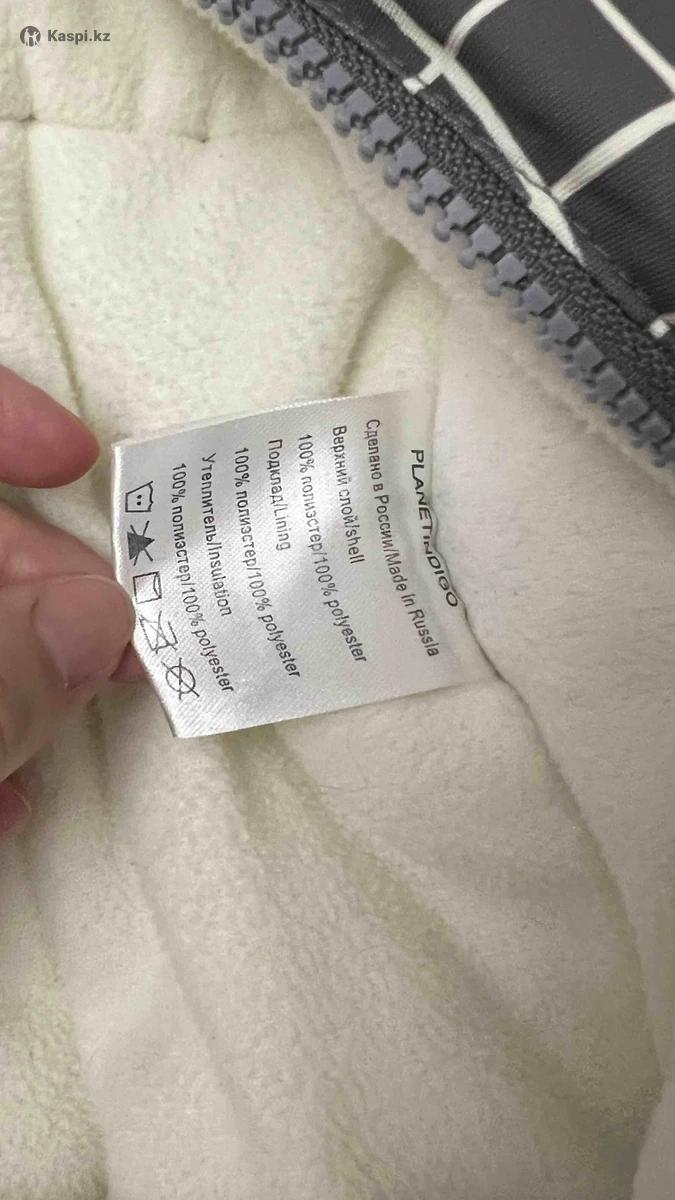 Kaspi.kz
PLANETINDIGO
Сделано в России/Made In Russia
Верхний слой/shell
100% полиэстер/100% polyester
Подклад/Lining
100% полиэстер/100% polyester
Утеплитель/Insulation
100% полиэстер/100% polyester